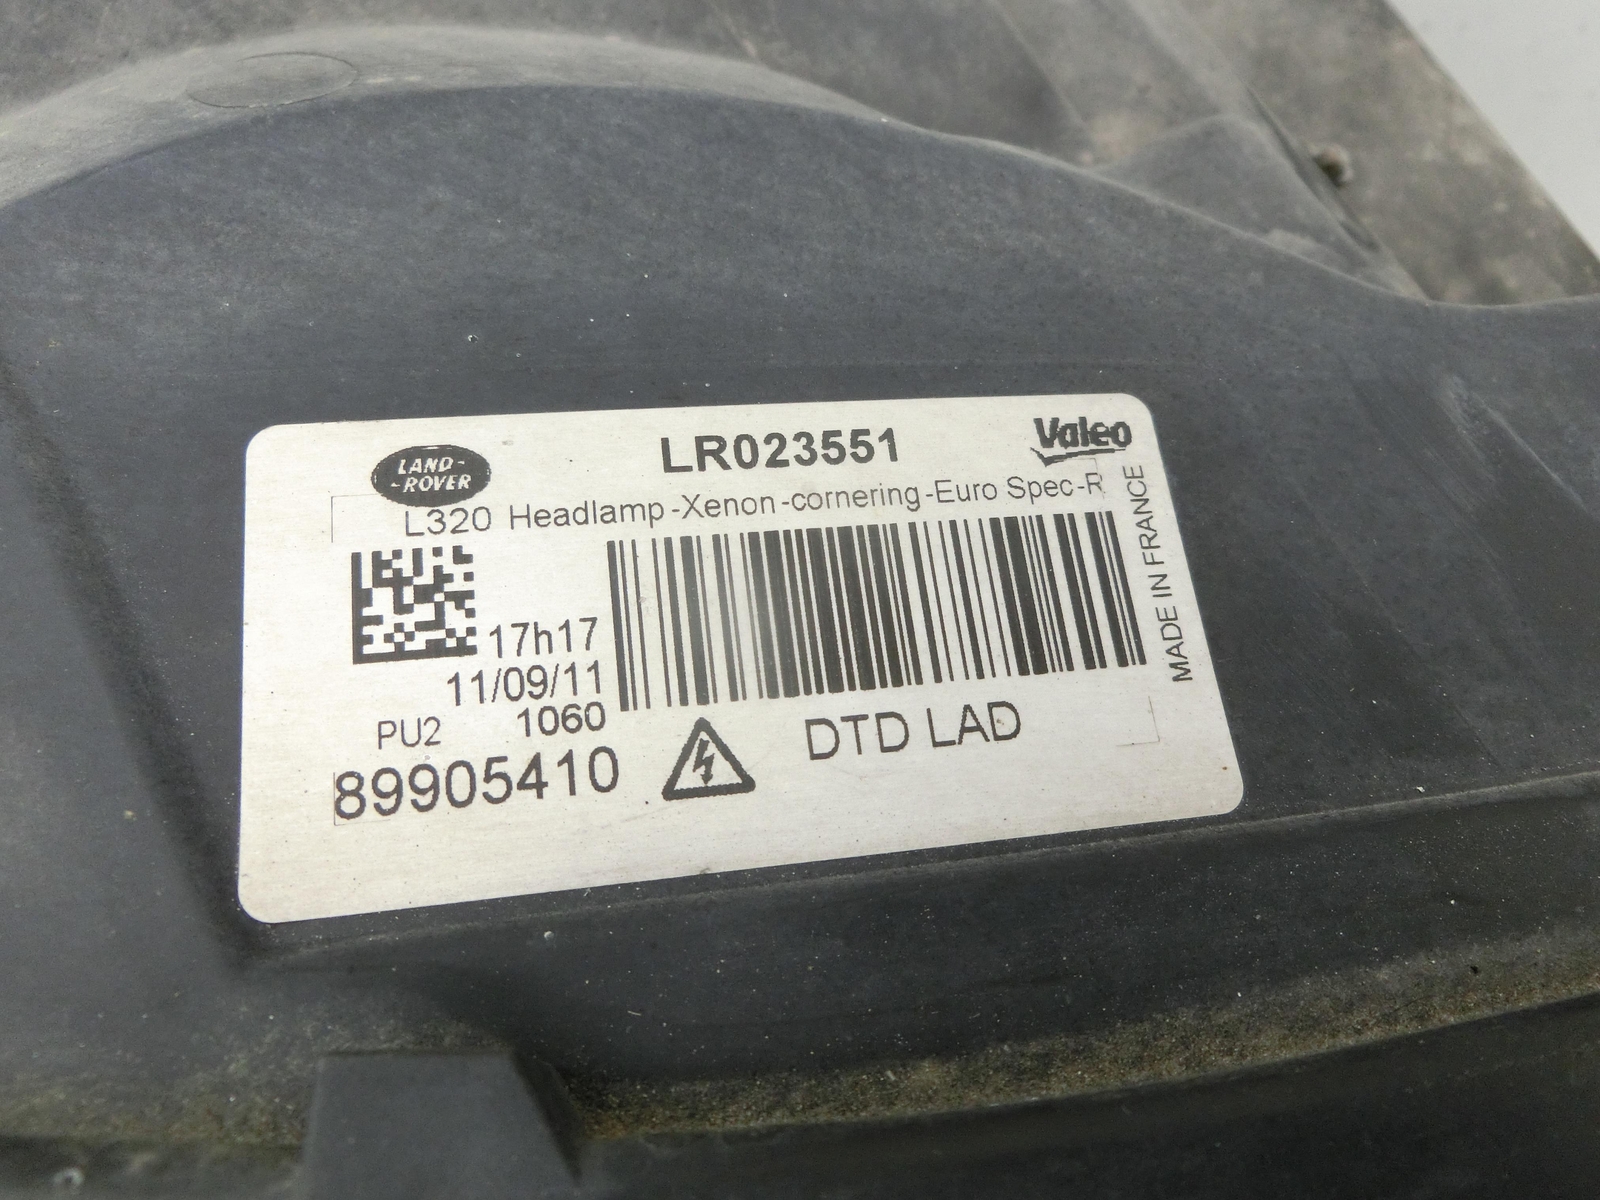 LAND-
-ROVER
LR023551
Valeo
L320 Headlamp-Xenon-cornering-Euro Spec-R
MADE IN FRANCE
17h17
11/09/11
PU2 1060
89905410
DTD LAD